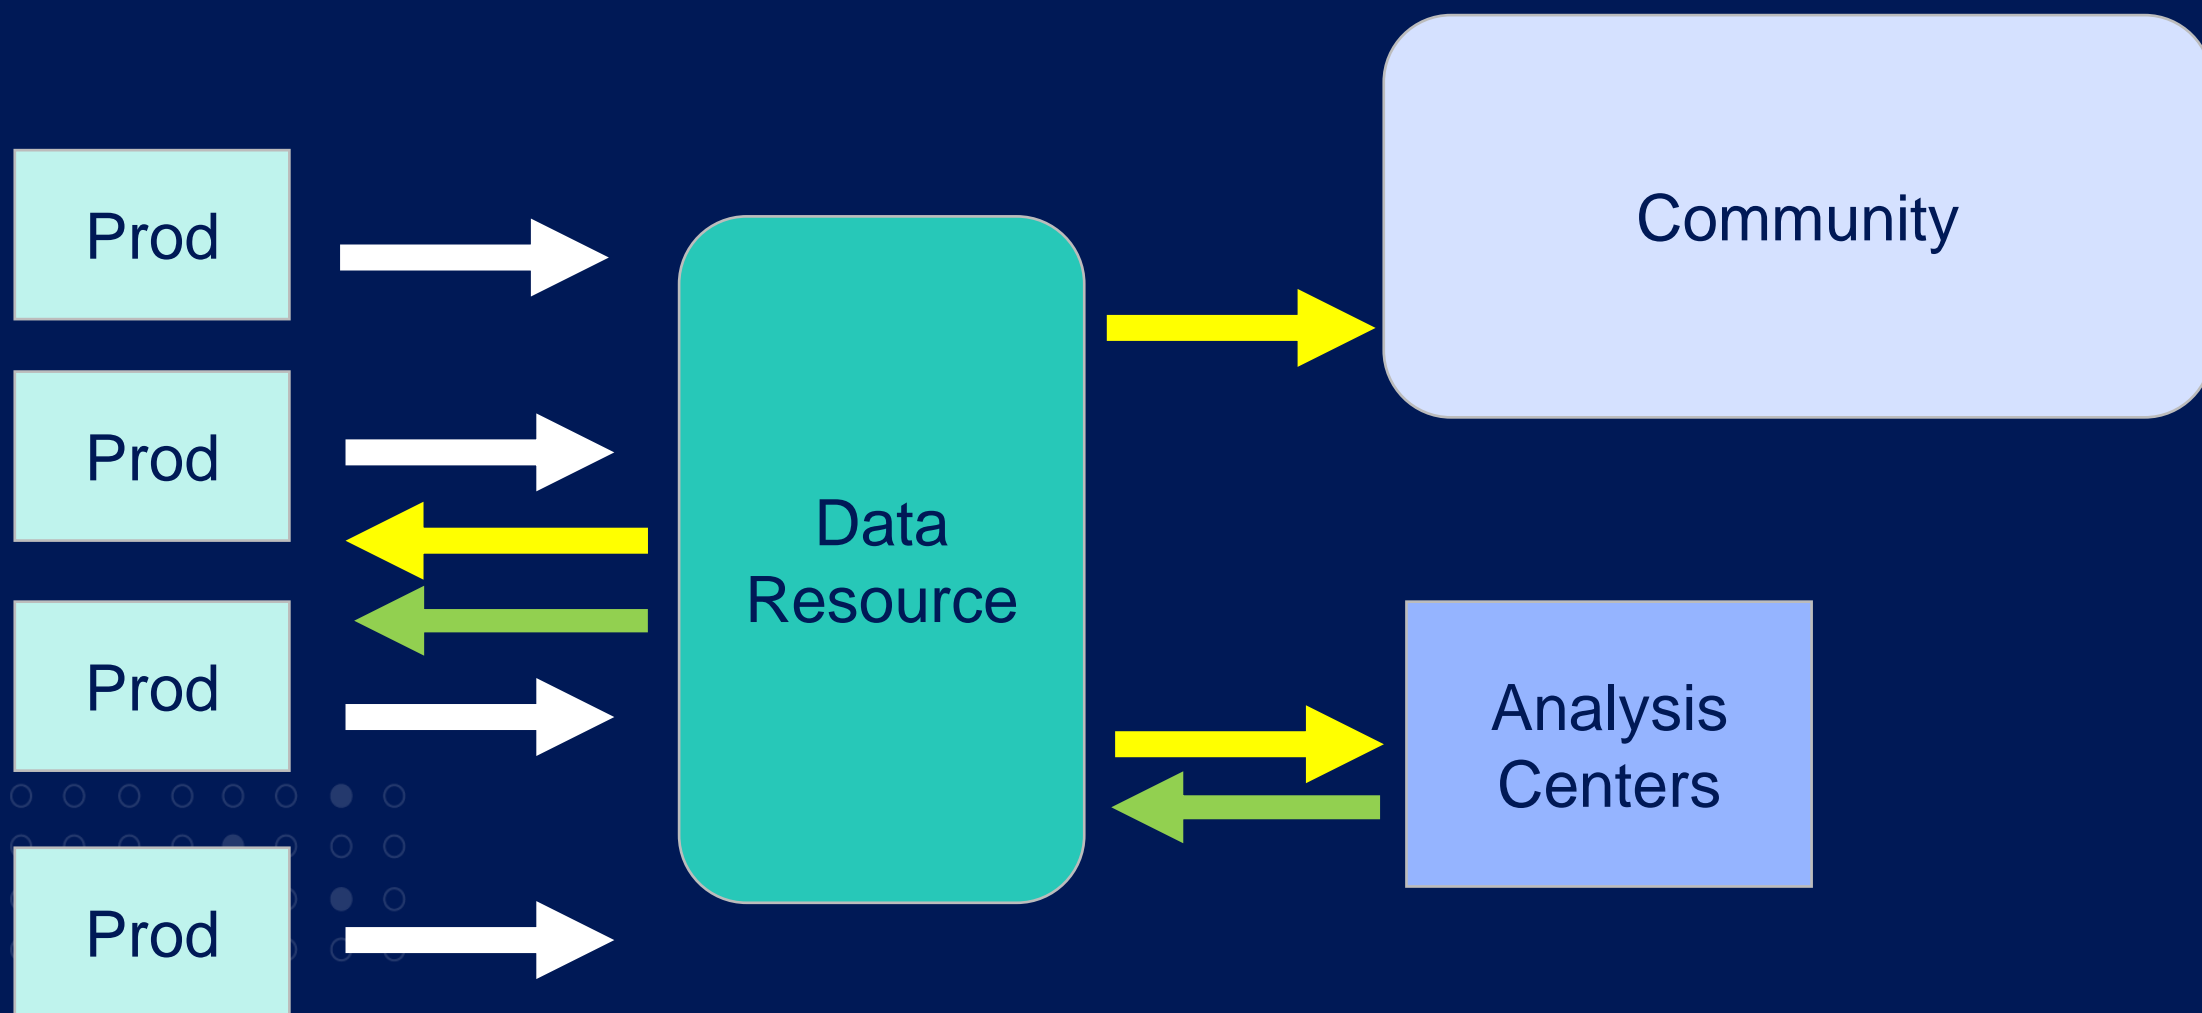 Prod
Prod
Prod
Prod
Data
Resource
Community
Analysis
Centers